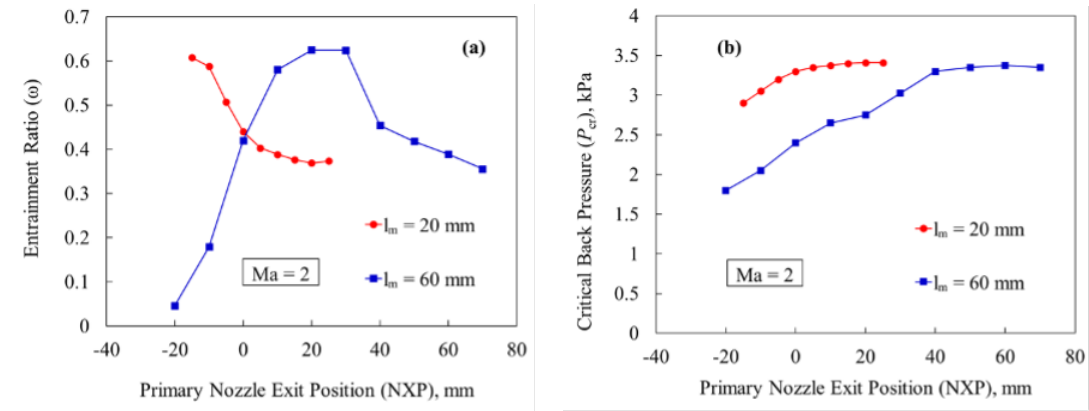 Entrainment Ratio (ω)
0.7
0.6
0.5
0.4
0.3
0.2
0.1
0
(a)
lm = 20 mm
lm = 60 mm
Ma = 2
-40 -20 0 20 40 60 80
Primary Nozzle Exit Position (NXP), mm
Critical Back Pressure (Pcr), kPa
4
3.5
3
2.5
2
1.5
1
0.5
0
(b)
lm = 20 mm
lm = 60 mm
Ma = 2
-40 -20 0 20 40 60 80
Primary Nozzle Exit Position (NXP), mm